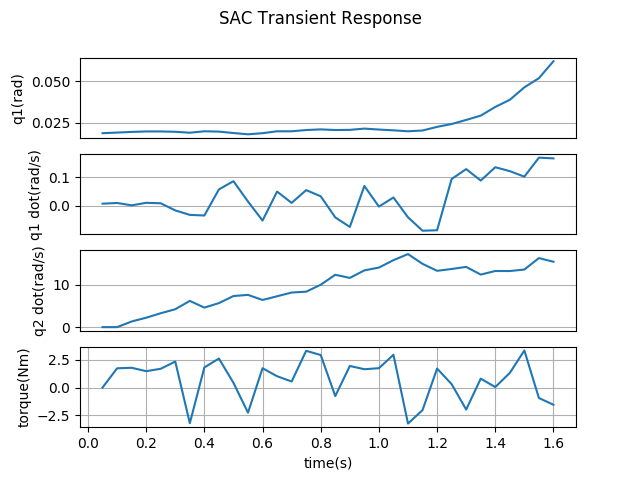 SAC Transient Response
q1(rad)
0.050
0.025
q1 dot(rad/s)
0.1
0.0
q2 dot(rad/s)
10
0
torque(Nm)
2.5
0.0
−2.5
0.0 0.2 0.4 0.6 0.8 1.0 1.2 1.4 1.6
time(s)